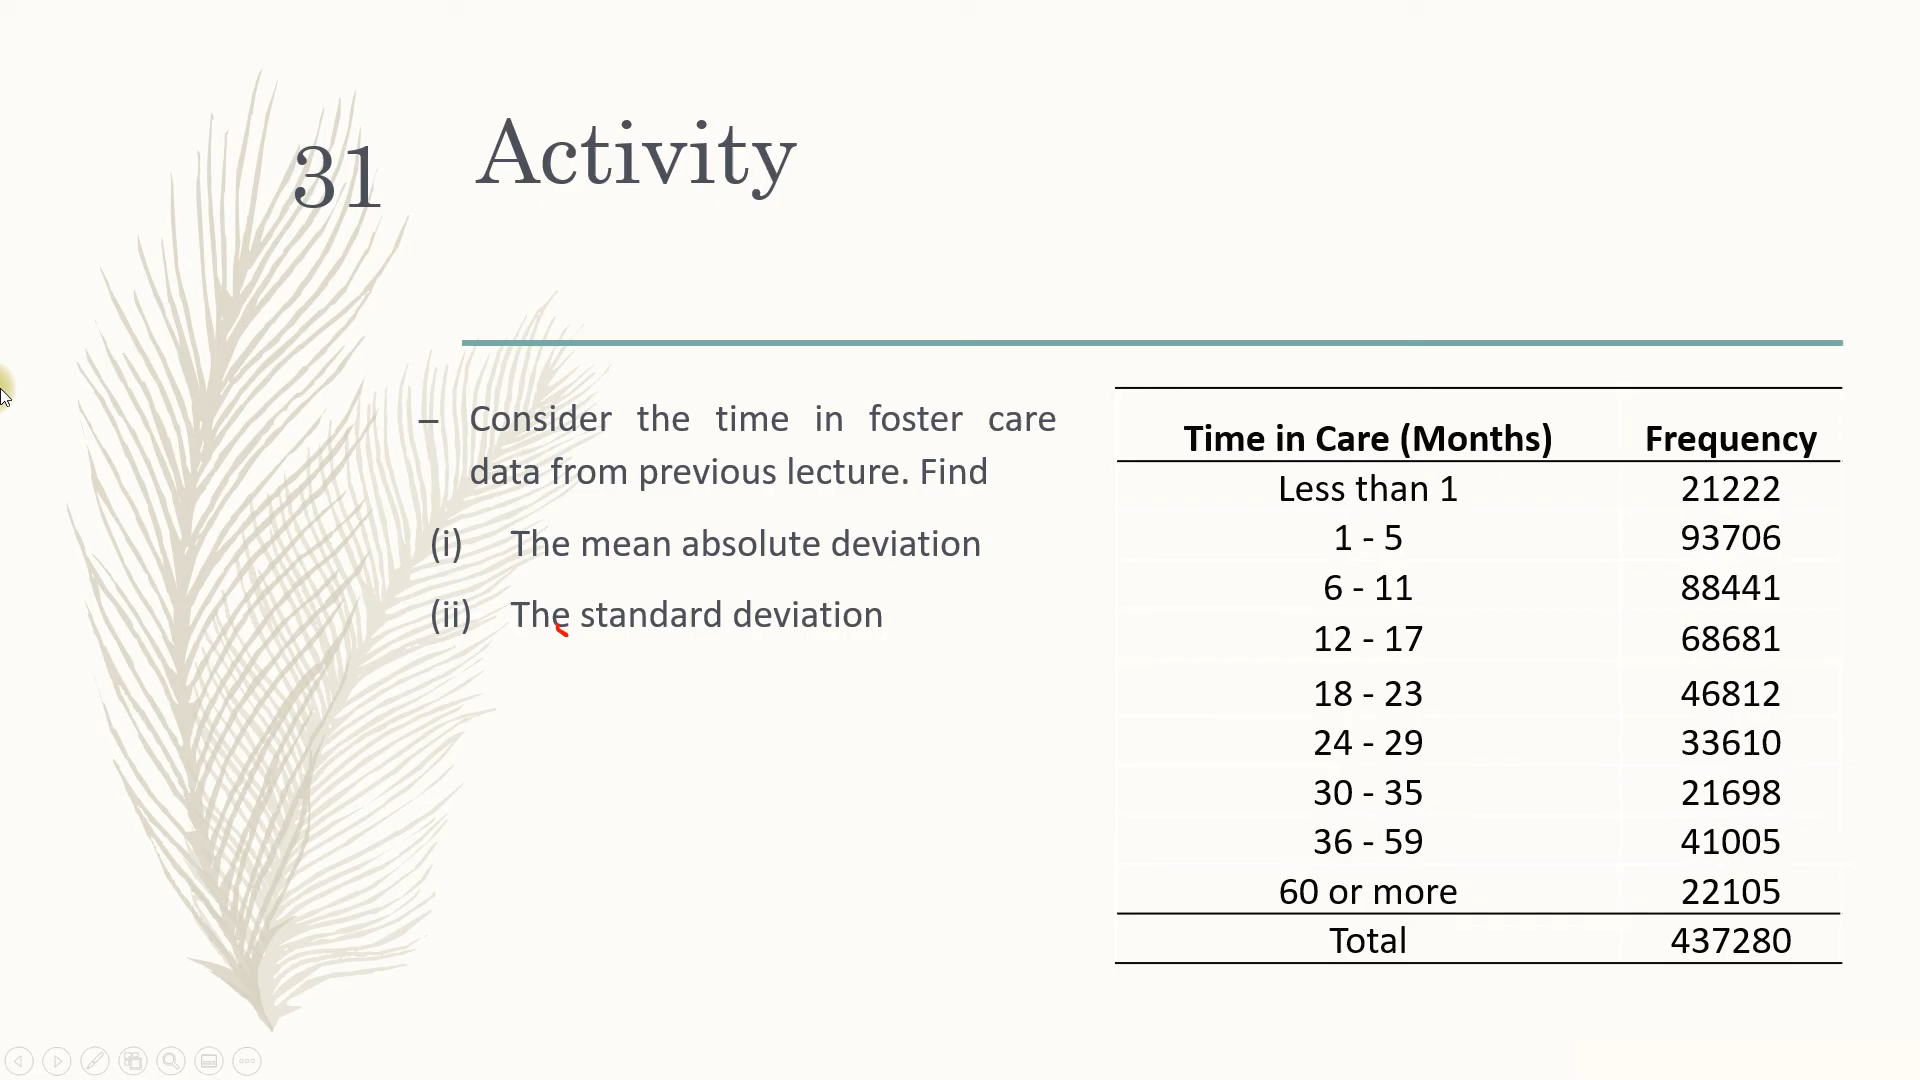 31
Activity
– Consider the time in foster care
data from previous lecture. Find
(i) The mean absolute deviation
(ii) The standard deviation
Time in Care (Months) Frequency
Less than 1 21222
1 - 5 93706
6 - 11 88441
12 - 17 68681
18 - 23 46812
24 - 29 33610
30 - 35 21698
36 - 59 41005
60 or more 22105
Total 437280